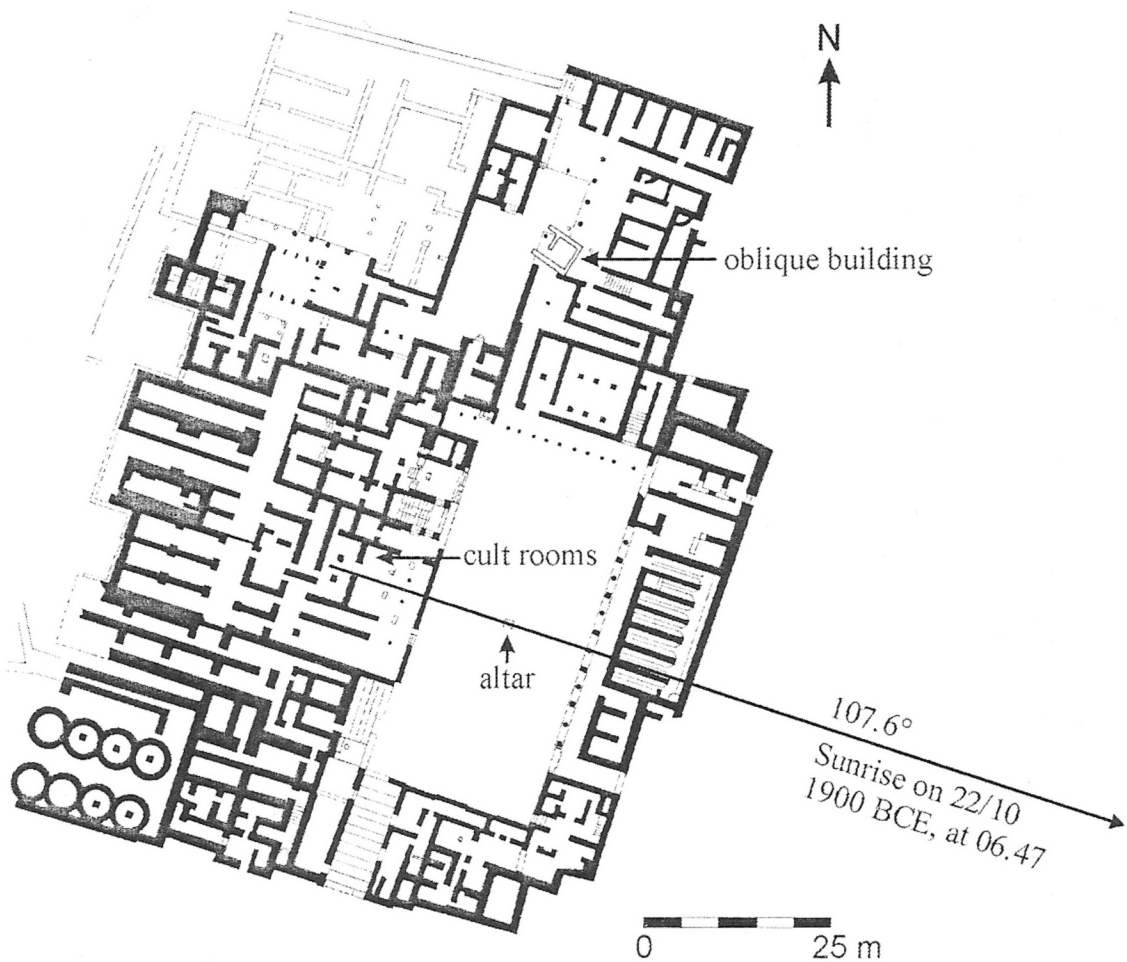 N
oblique building
cult rooms
altar
107.6°
Sunrise on 22/10
1900 BCE, at 06.47
0 25 m